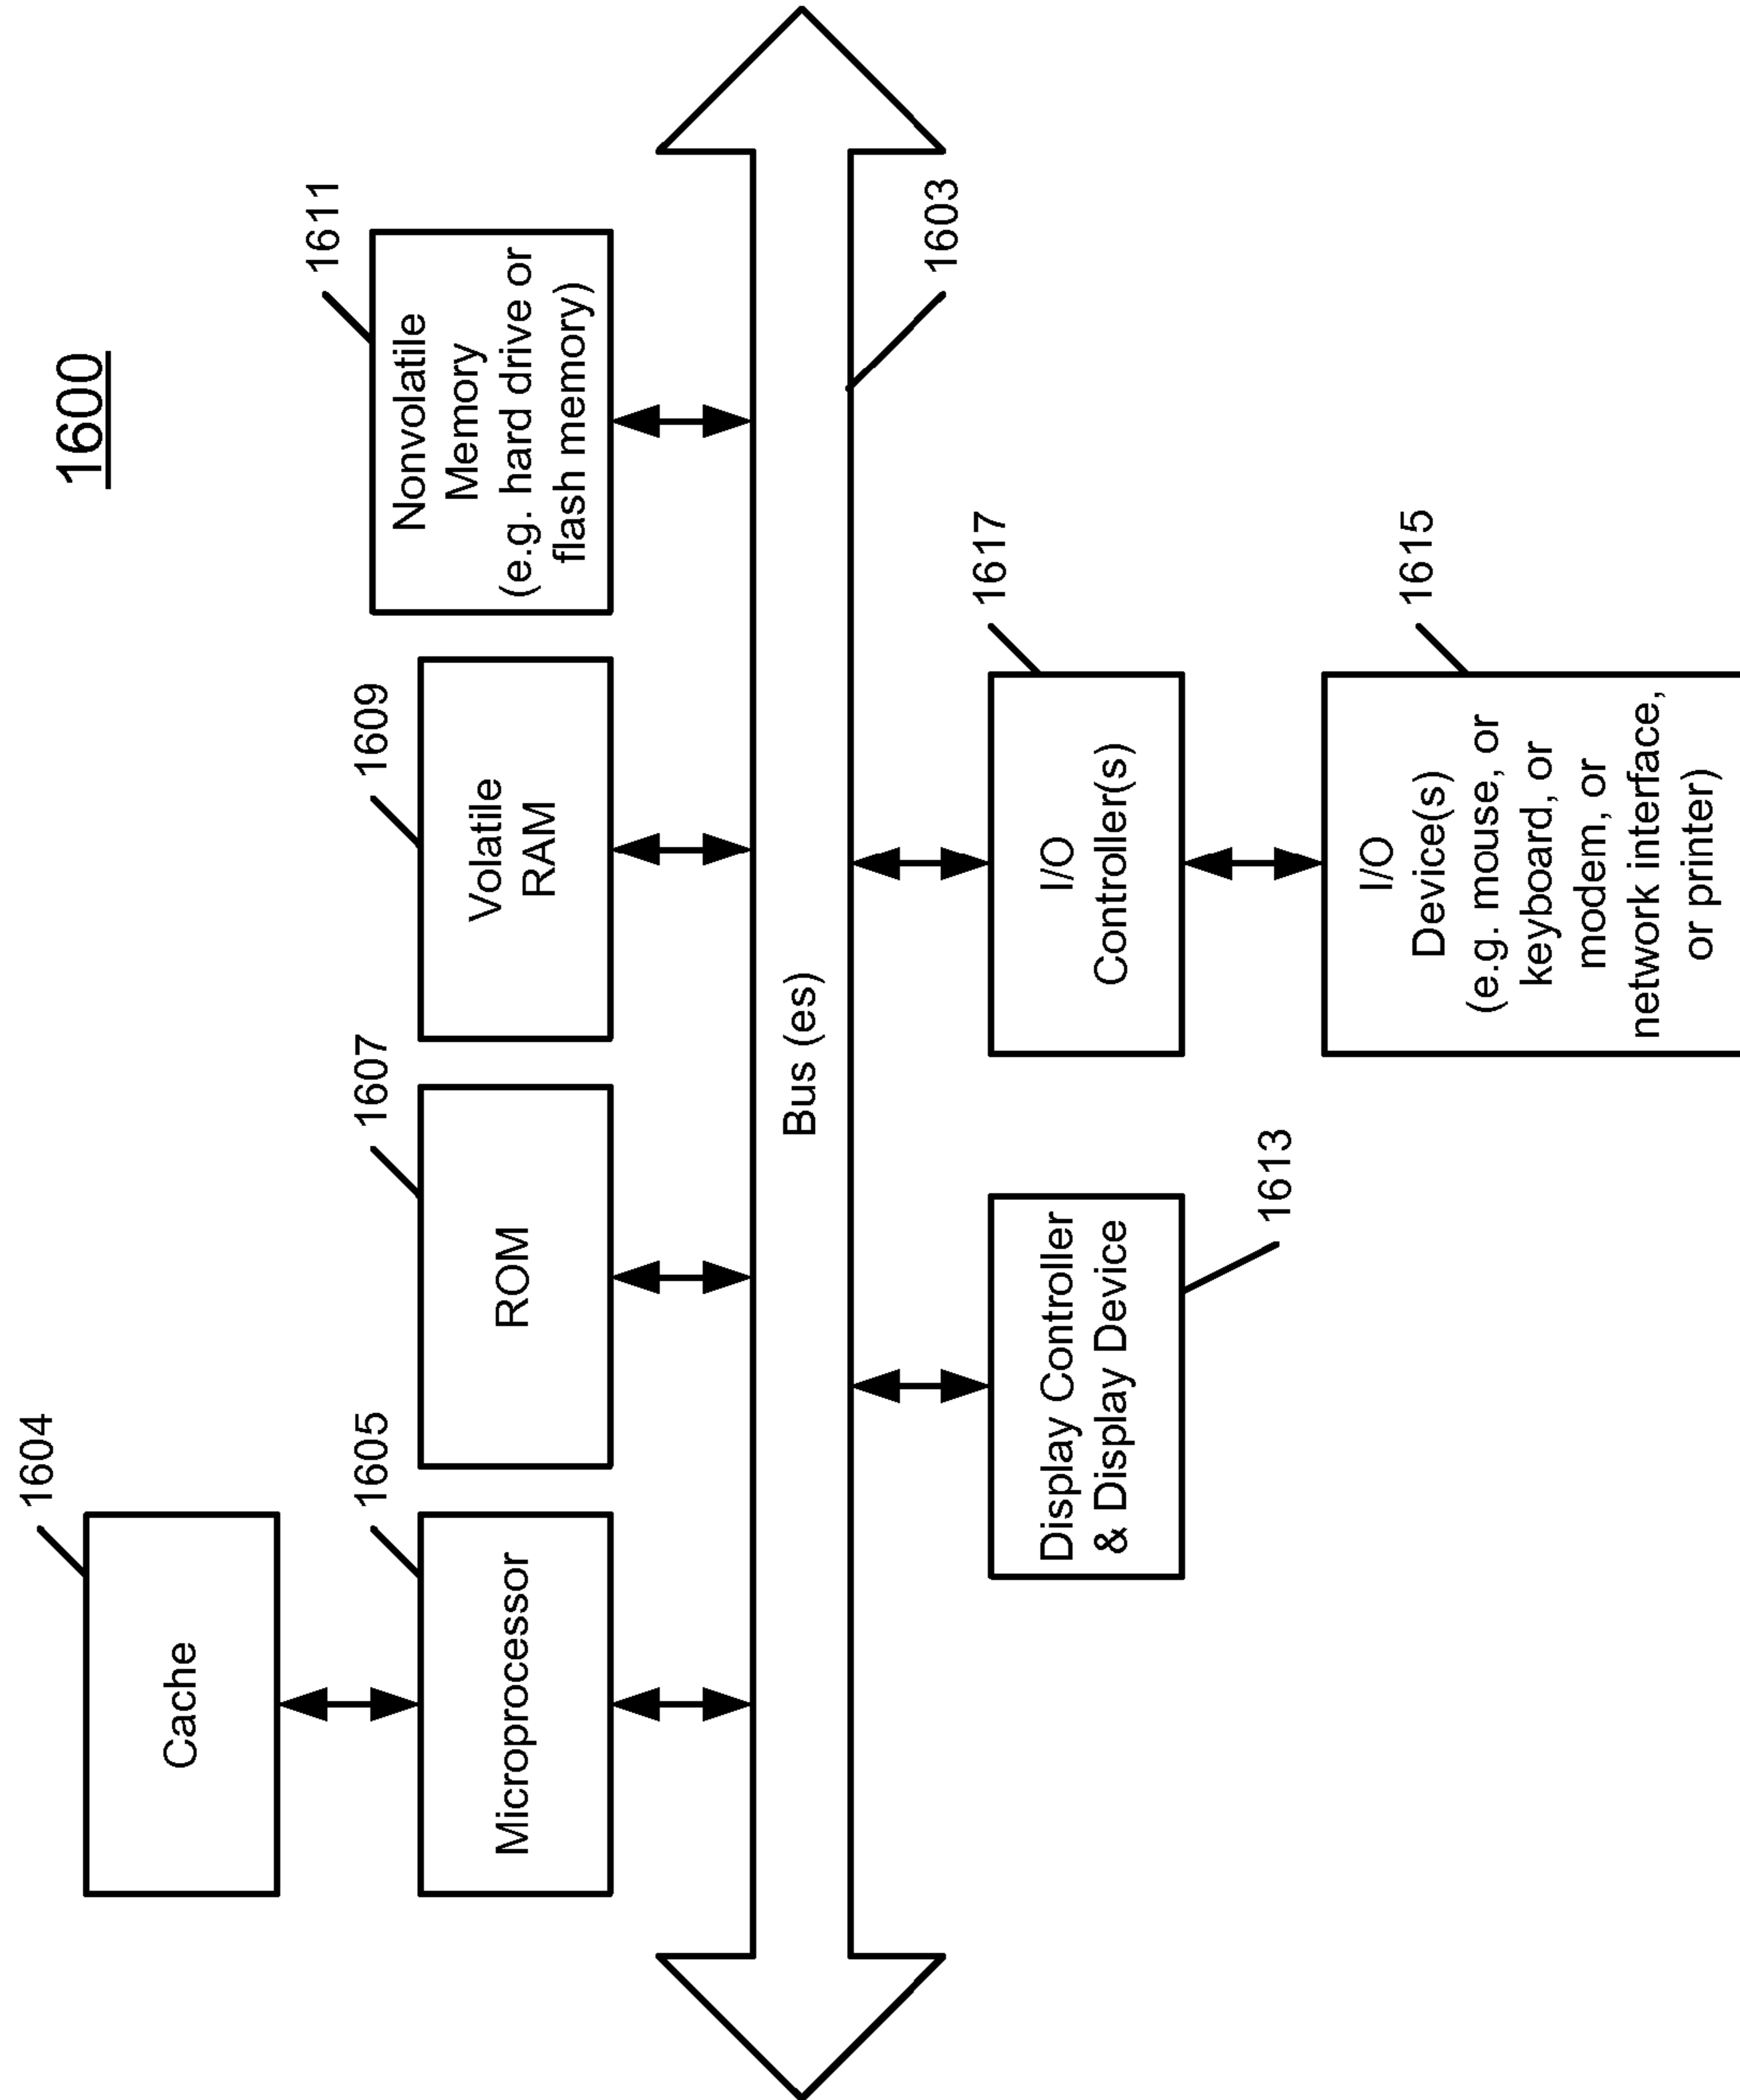 1600
1604
Cache
1605
Microprocessor
1607
ROM
1609
Volatile
RAM
1611
Nonvolatile
Memory
(e.g. hard drive or
flash memory)
Bus (es)
1603
1613
Display Controller
& Display Device
1617
I/O
Controller(s)
1615
I/O
Device(s)
(e.g. mouse, or
keyboard, or
modem, or
network interface,
or printer)